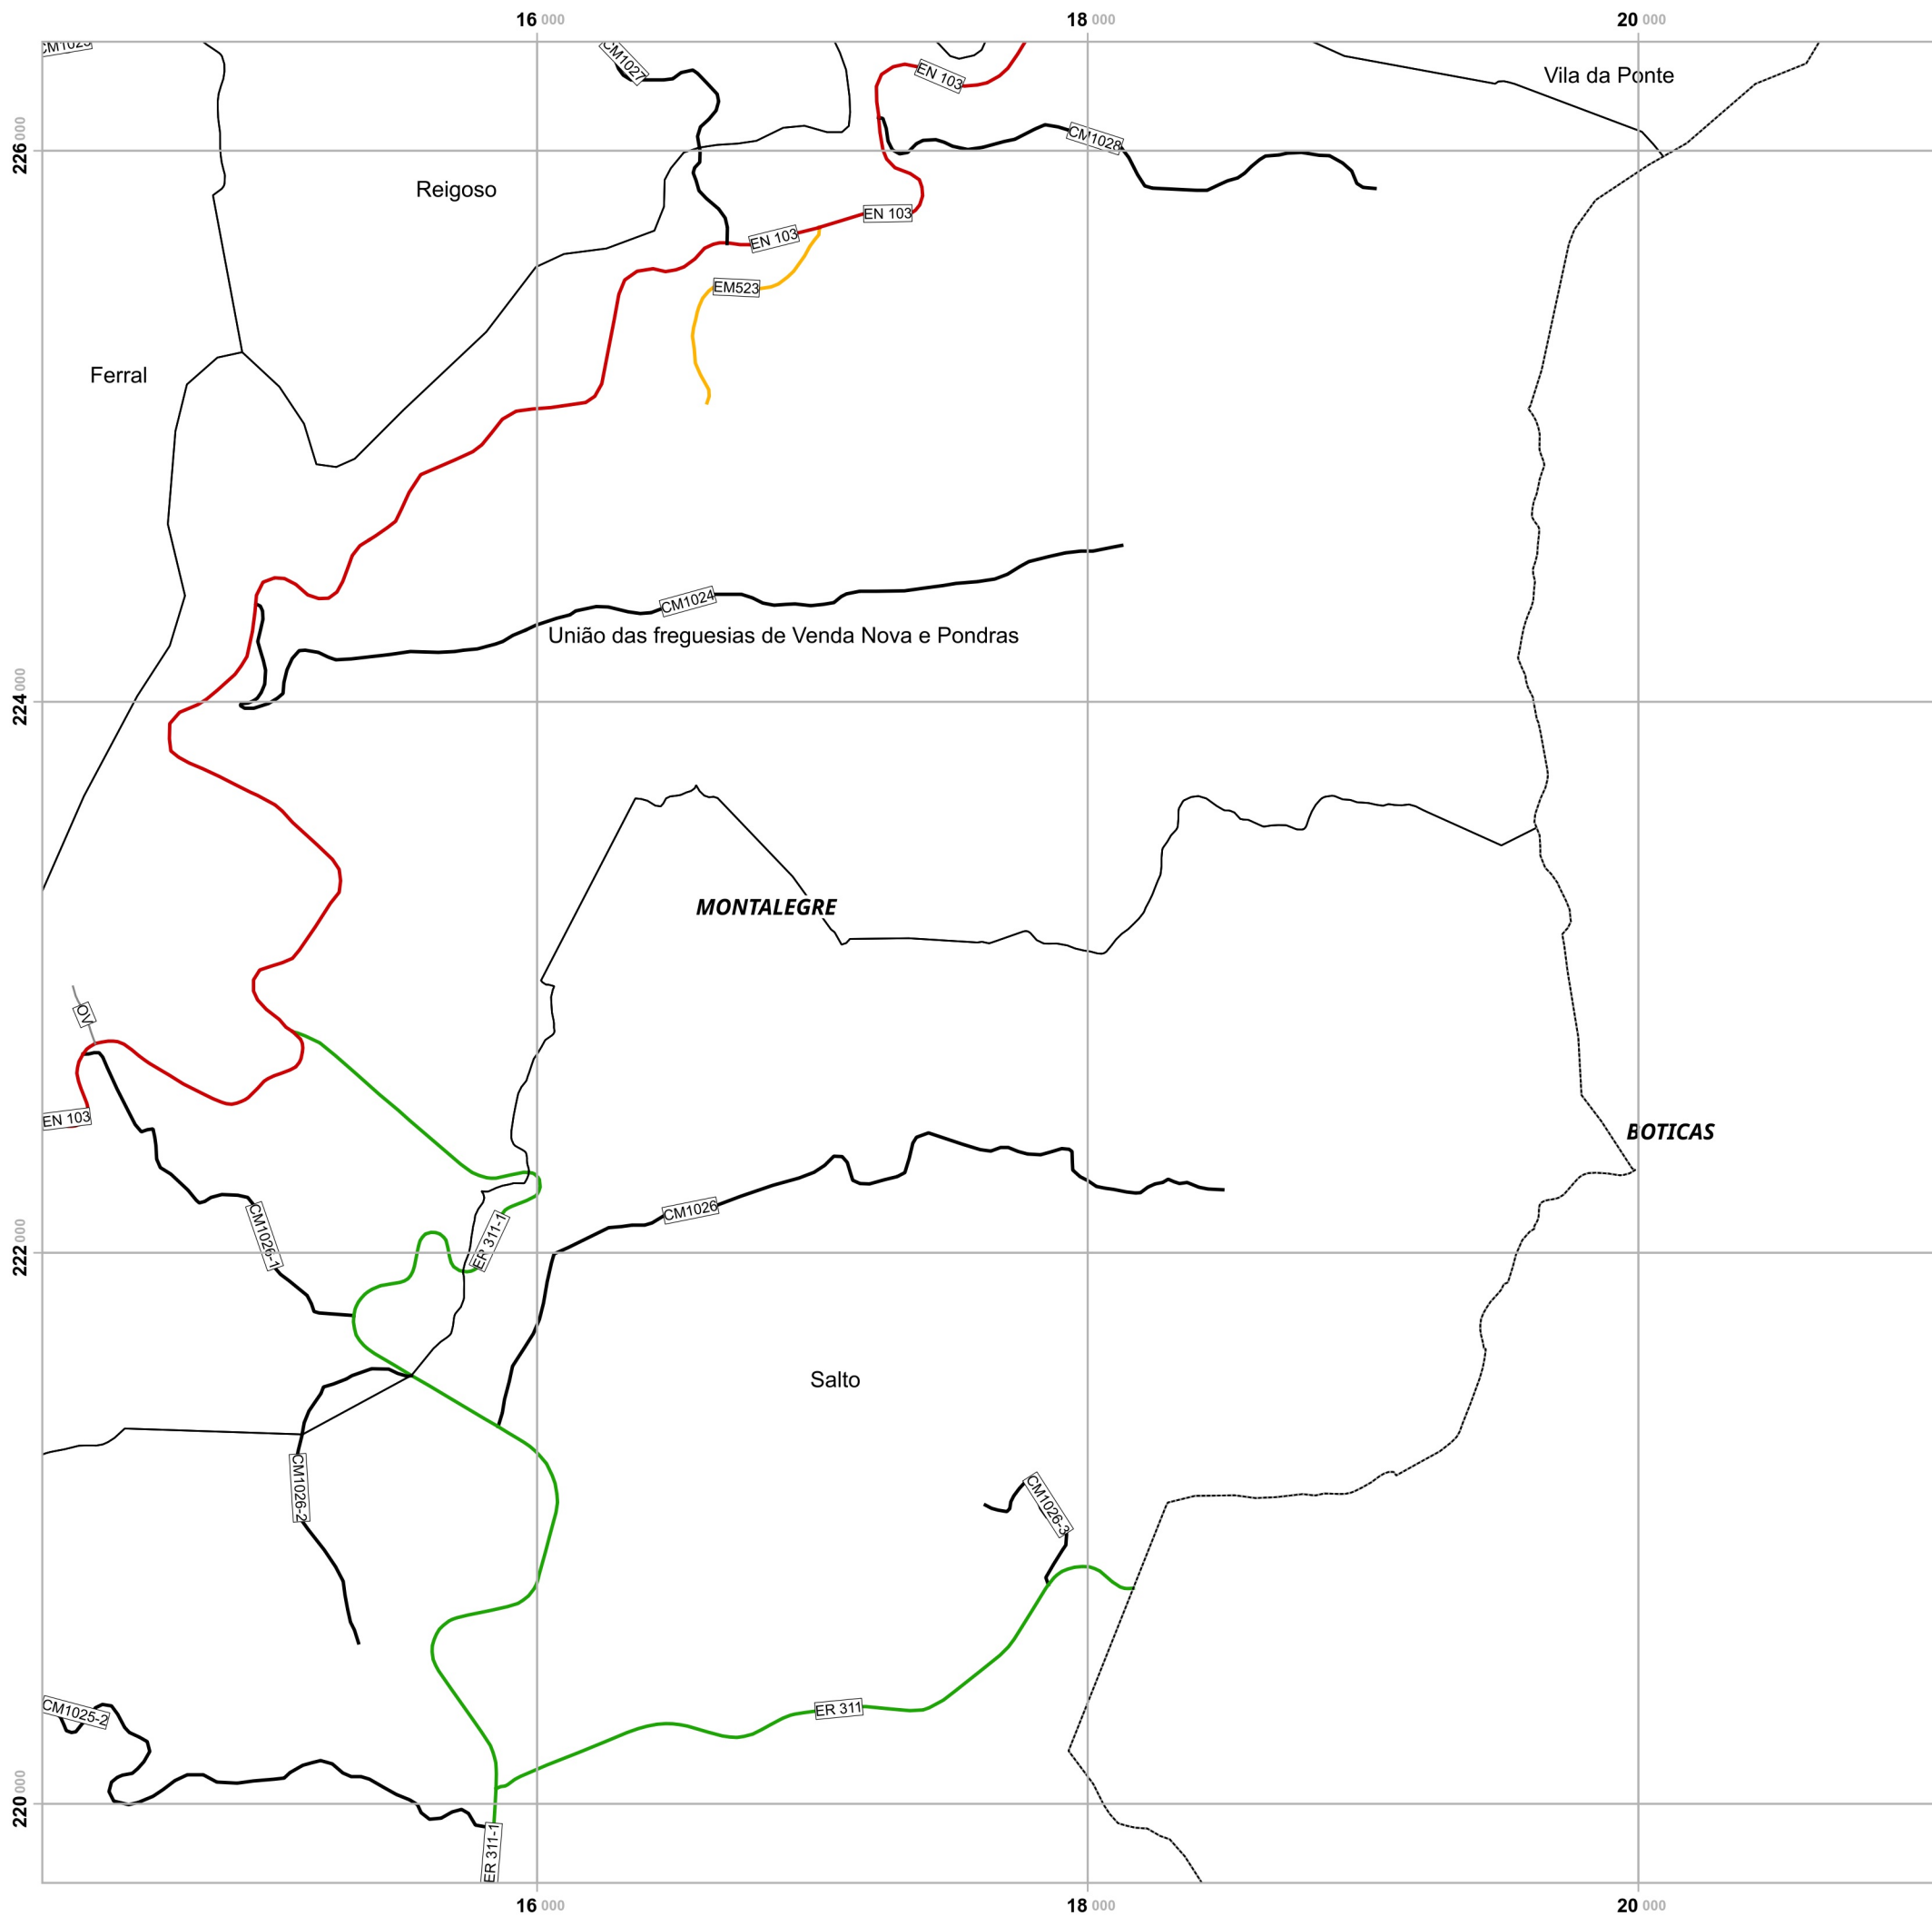 16 000
18 000
20 000
CM1025
CM1027
EN 103
Vila da Ponte
226 000
CM1028
Reigoso
EN 103
EN 103
EM523
Ferral
CM1024
União das freguesias de Venda Nova e Pondras
224 000
MONTALEGRE
OV
EN 103
BOTICAS
CM1026
CM1026-1
ER 311-1
222 000
Salto
CM1026-2
CM1026-3
CM1025-2
ER 311
220 000
ER 311-1
16 000
18 000
20 000